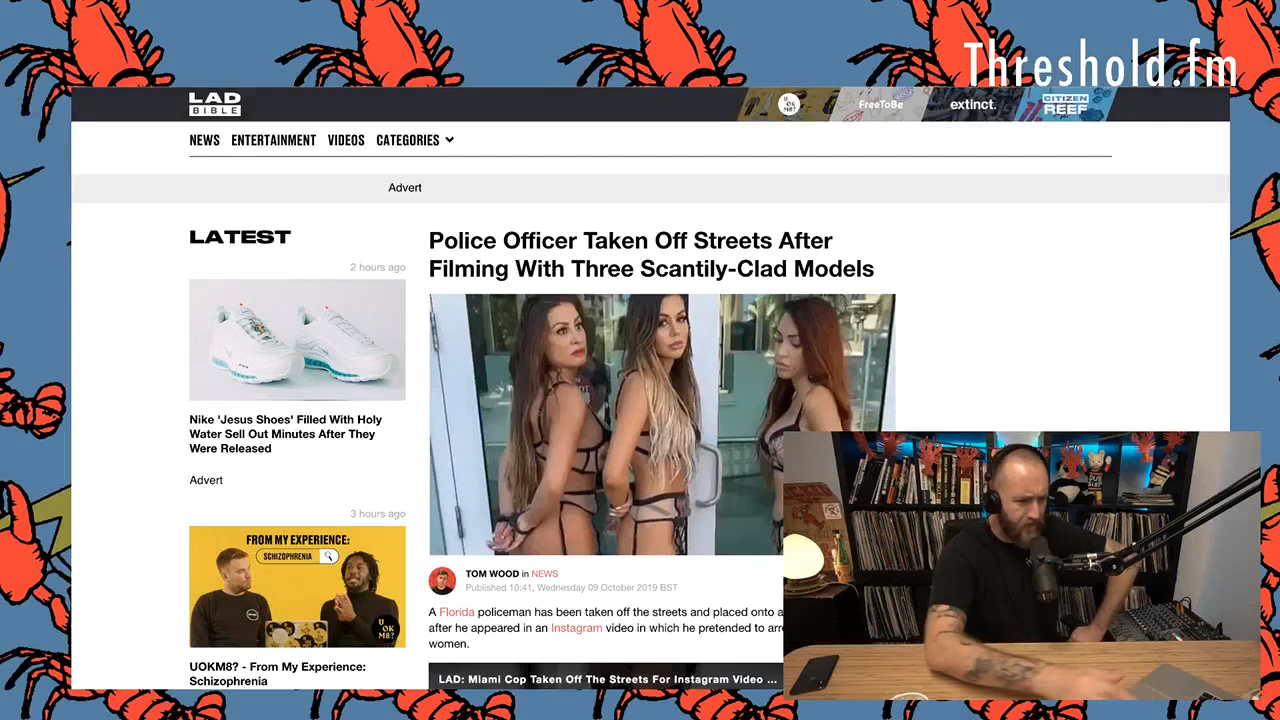 Threshold.fm
LAD
BIBLE
U
OK
M8?
FreeToBe
extinct.
CITIZEN
REEF
NEWS ENTERTAINMENT VIDEOS CATEGORIES
Advert
LATEST
2 hours ago
Nike 'Jesus Shoes' Filled With Holy
Water Sell Out Minutes After They
Were Released
Advert
3 hours ago
FROM MY EXPERIENCE:
SCHIZOPHRENIA
U
OK
M8?
UOKM8? - From My Experience:
Schizophrenia
Police Officer Taken Off Streets After
Filming With Three Scantily-Clad Models
TOM WOOD in NEWS
Published 10:41, Wednesday 09 October 2019 BST
A Florida policeman has been taken off the streets and placed onto
after he appeared in an Instagram video in which he pretended to
women.
LAD: Miami Cop Taken Off The Streets For Instagram Video ...